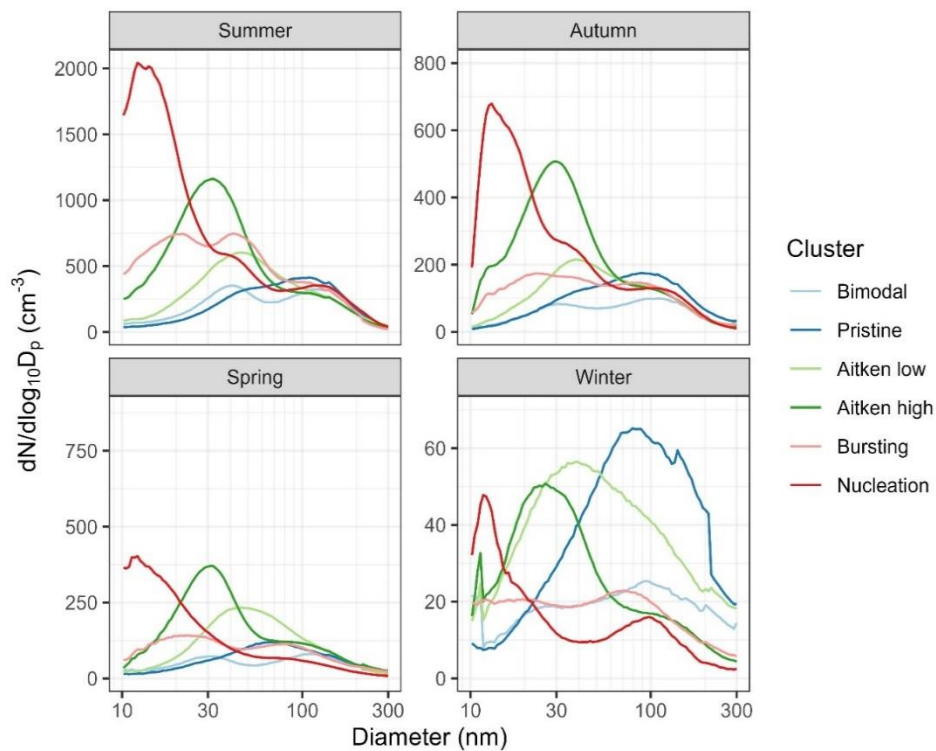 Summer
Autumn
2000
1500
1000
500
0
800
600
400
200
0
Spring
Winter
750
500
250
0
60
40
20
0
10
30
100
300
10
30
100
300
dN/dlog₁₀Dₚ (cm⁻³)
Diameter (nm)
Cluster
Bimodal
Pristine
Aitken low
Aitken high
Bursting
Nucleation